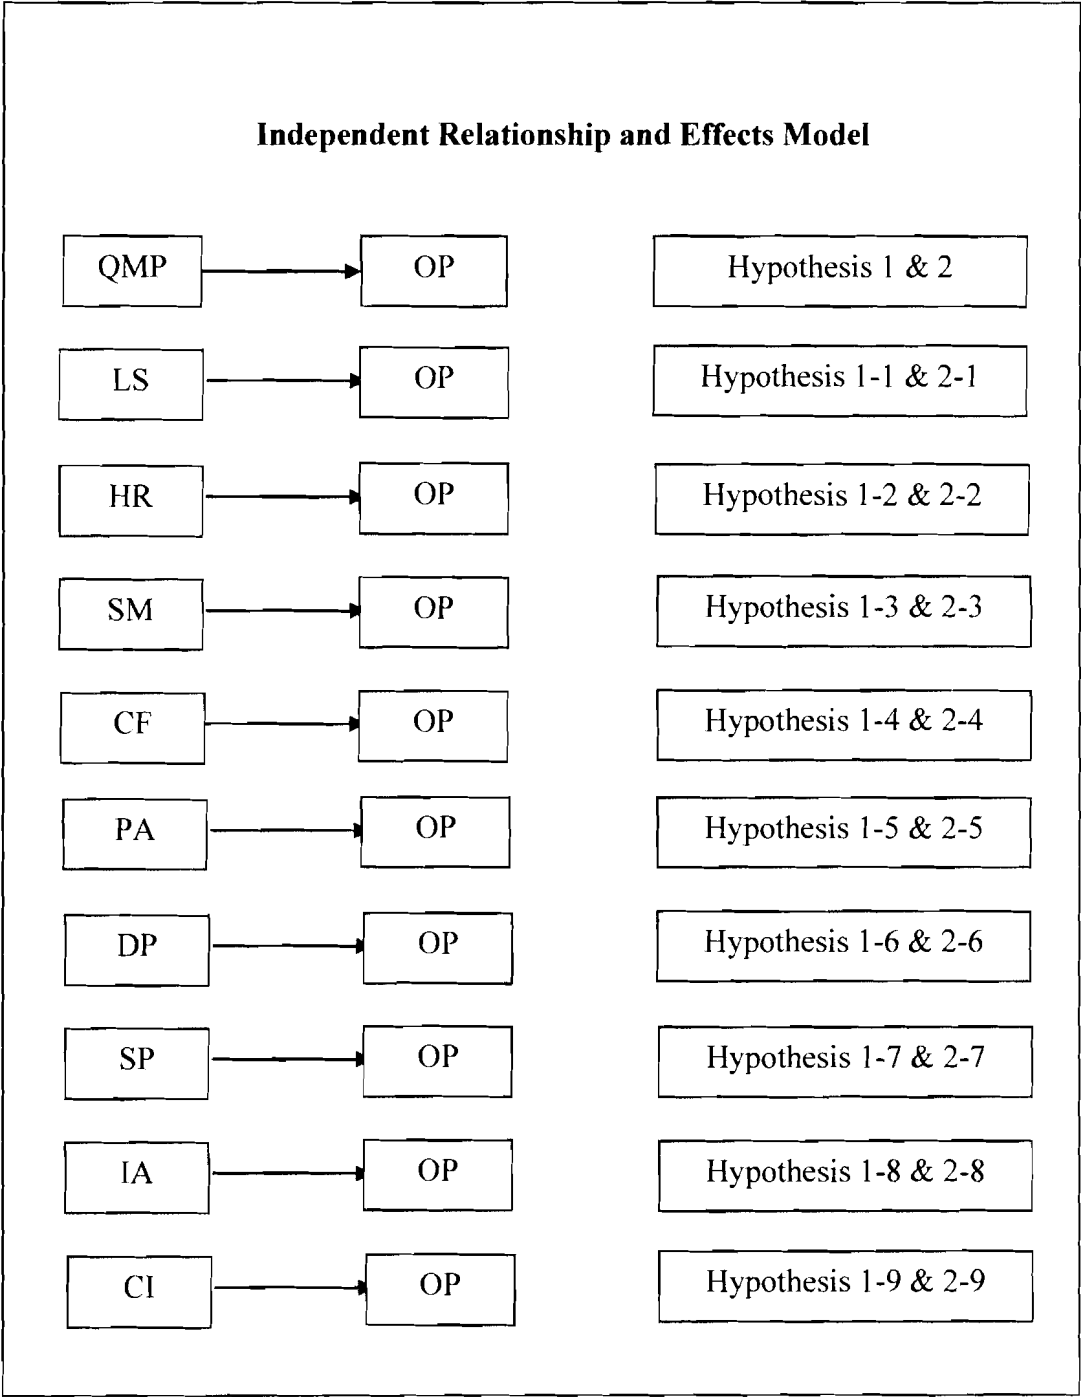 Independent Relationship and Effects Model
QMP OP Hypothesis 1 & 2
LS OP Hypothesis 1-1 & 2-1
HR OP Hypothesis 1-2 & 2-2
SM OP Hypothesis 1-3 & 2-3
CF OP Hypothesis 1-4 & 2-4
PA OP Hypothesis 1-5 & 2-5
DP OP Hypothesis 1-6 & 2-6
SP OP Hypothesis 1-7 & 2-7
IA OP Hypothesis 1-8 & 2-8
CI OP Hypothesis 1-9 & 2-9